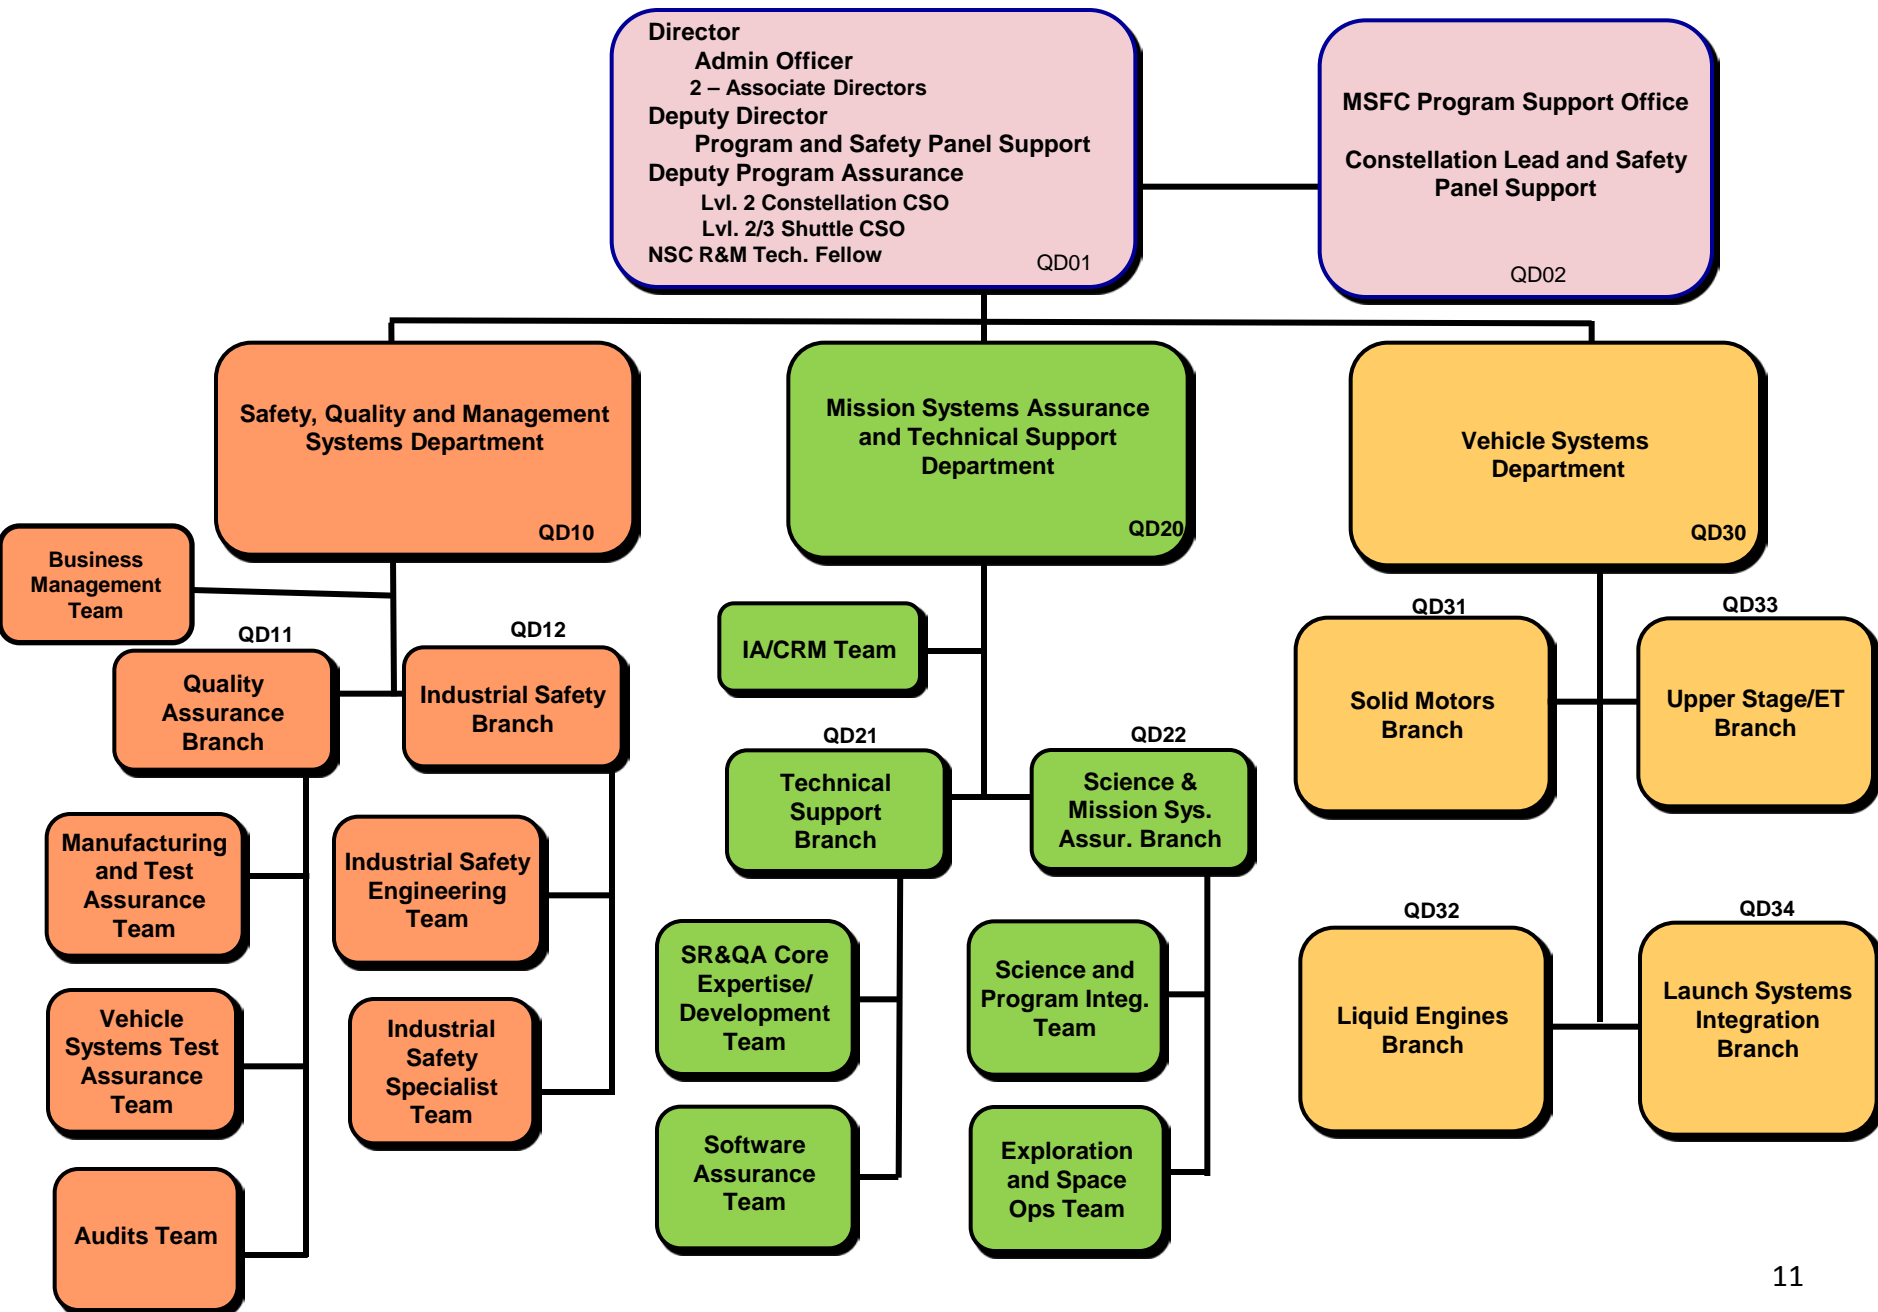 Director
Admin Officer
2 – Associate Directors
Deputy Director
Program and Safety Panel Support
Deputy Program Assurance
Lvl. 2 Constellation CSO
Lvl. 2/3 Shuttle CSO
NSC R&M Tech. Fellow
QD01
MSFC Program Support Office
Constellation Lead and Safety
Panel Support
QD02
Safety, Quality and Management
Systems Department
QD10
Mission Systems Assurance
and Technical Support
Department
QD20
Vehicle Systems
Department
QD30
Business
Management
Team
QD11
Quality
Assurance
Branch
QD12
Industrial Safety
Branch
Manufacturing
and Test
Assurance
Team
Industrial Safety
Engineering
Team
Vehicle
Systems Test
Assurance
Team
Industrial
Safety
Specialist
Team
Audits Team
IA/CRM Team
QD21
Technical
Support
Branch
QD22
Science &
Mission Sys.
Assur. Branch
SR&QA Core
Expertise/
Development
Team
Science and
Program Integ.
Team
Software
Assurance
Team
Exploration
and Space
Ops Team
QD31
Solid Motors
Branch
QD33
Upper Stage/ET
Branch
QD32
Liquid Engines
Branch
QD34
Launch Systems
Integration
Branch
11